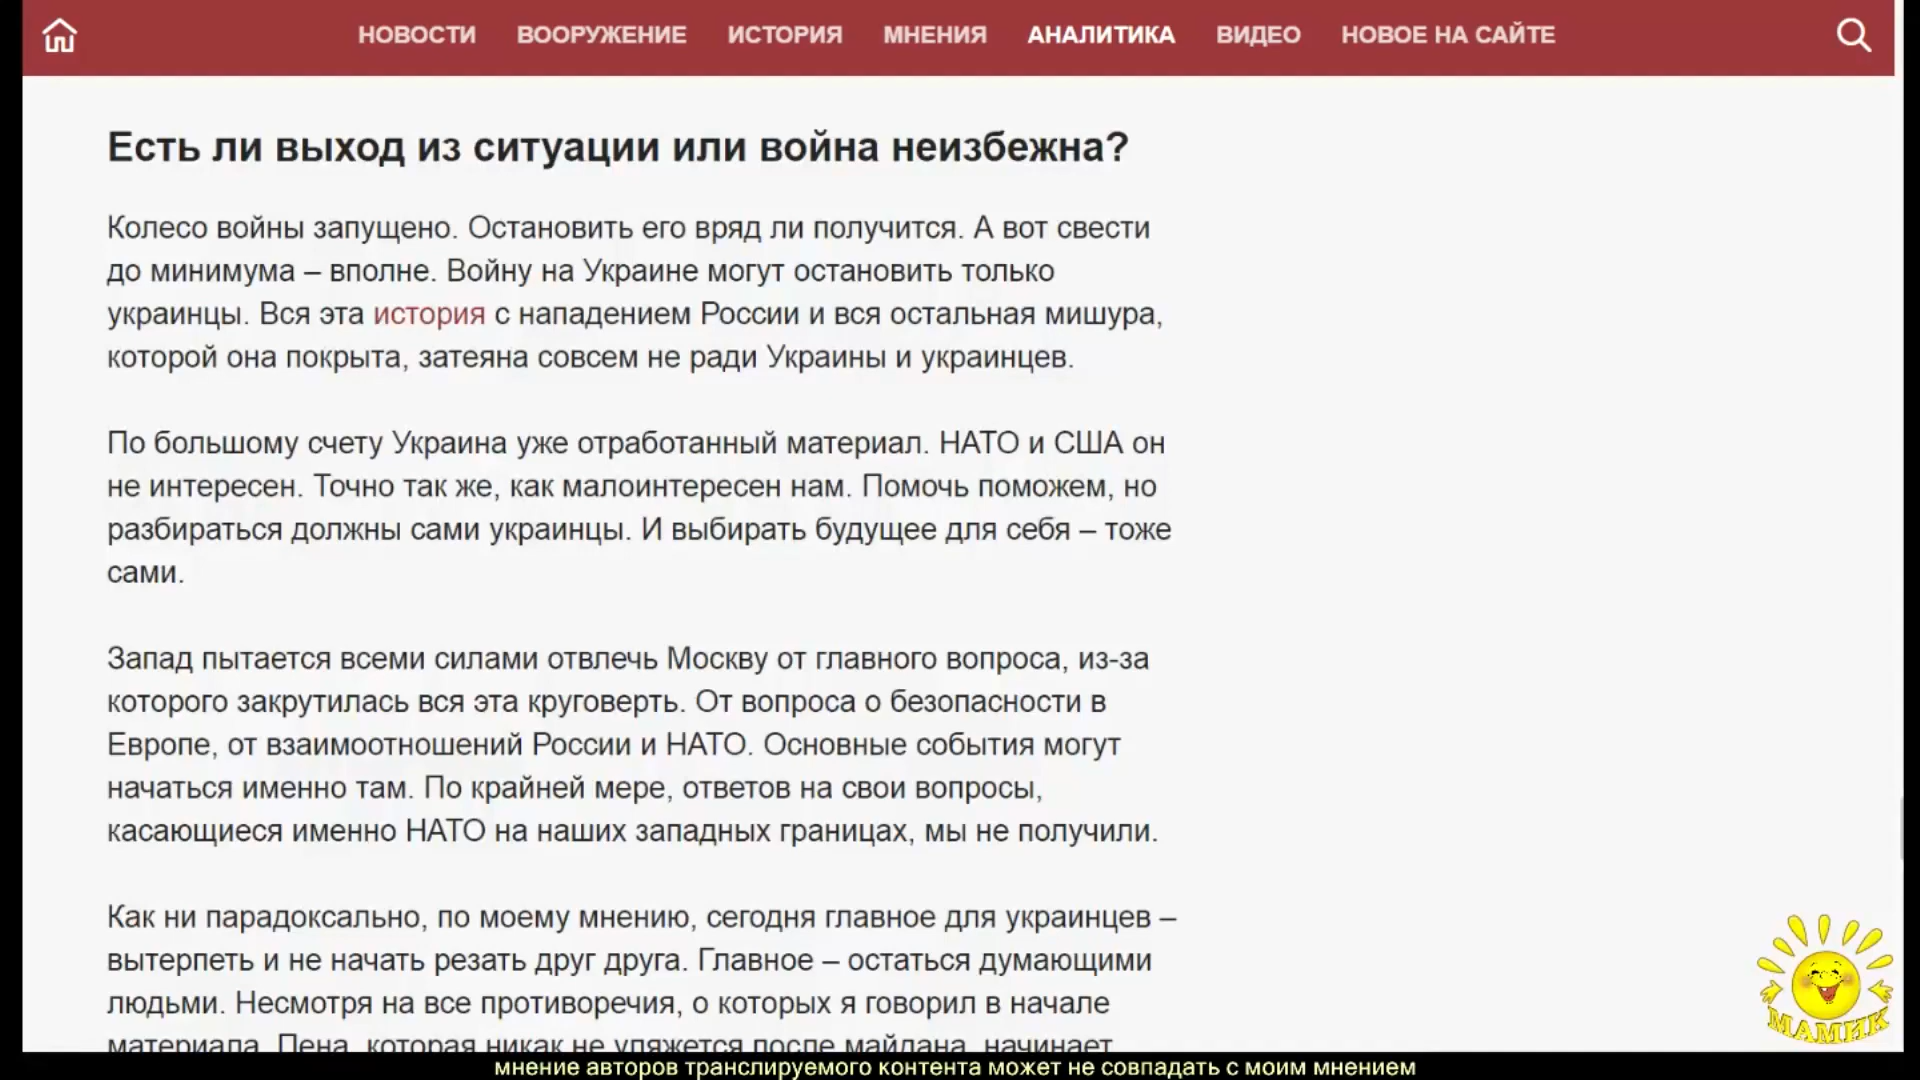 НОВОСТИ ВООРУЖЕНИЕ ИСТОРИЯ МНЕНИЯ АНАЛИТИКА ВИДЕО НОВОЕ НА САЙТЕ
Есть ли выход из ситуации или война неизбежна?
Колесо войны запущено. Остановить его вряд ли получится. А вот свести
до минимума – вполне. Войну на Украине могут остановить только
украинцы. Вся эта история с нападением России и вся остальная мишура,
которой она покрыта, затеяна совсем не ради Украины и украинцев.
По большому счету Украина уже отработанный материал. НАТО и США он
не интересен. Точно так же, как малоинтересен нам. Помочь поможем, но
разбираться должны сами украинцы. И выбирать будущее для себя – тоже
сами.
Запад пытается всеми силами отвлечь Москву от главного вопроса, из-за
которого закрутилась вся эта круговерть. От вопроса о безопасности в
Европе, от взаимоотношений России и НАТО. Основные события могут
начаться именно там. По крайней мере, ответов на свои вопросы,
касающиеся именно НАТО на наших западных границах, мы не получили.
Как ни парадоксально, по моему мнению, сегодня главное для украинцев –
вытерпеть и не начать резать друг друга. Главное – остаться думающими
людьми. Несмотря на все противоречия, о которых я говорил в начале
материала. Пена, которая никак не уляжется после майдана, начинает
МАМИК
мнение авторов транслируемого контента может не совпадать с моим мнением